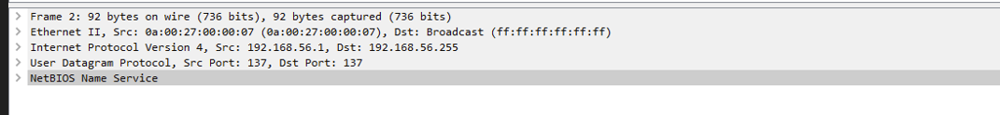 Frame 2: 92 bytes on wire (736 bits), 92 bytes captured (736 bits)
Ethernet II, Src: 0a:00:27:00:00:07 (0a:00:27:00:00:07), Dst: Broadcast (ff:ff:ff:ff:ff:ff)
Internet Protocol Version 4, Src: 192.168.56.1, Dst: 192.168.56.255
User Datagram Protocol, Src Port: 137, Dst Port: 137
NetBIOS Name Service